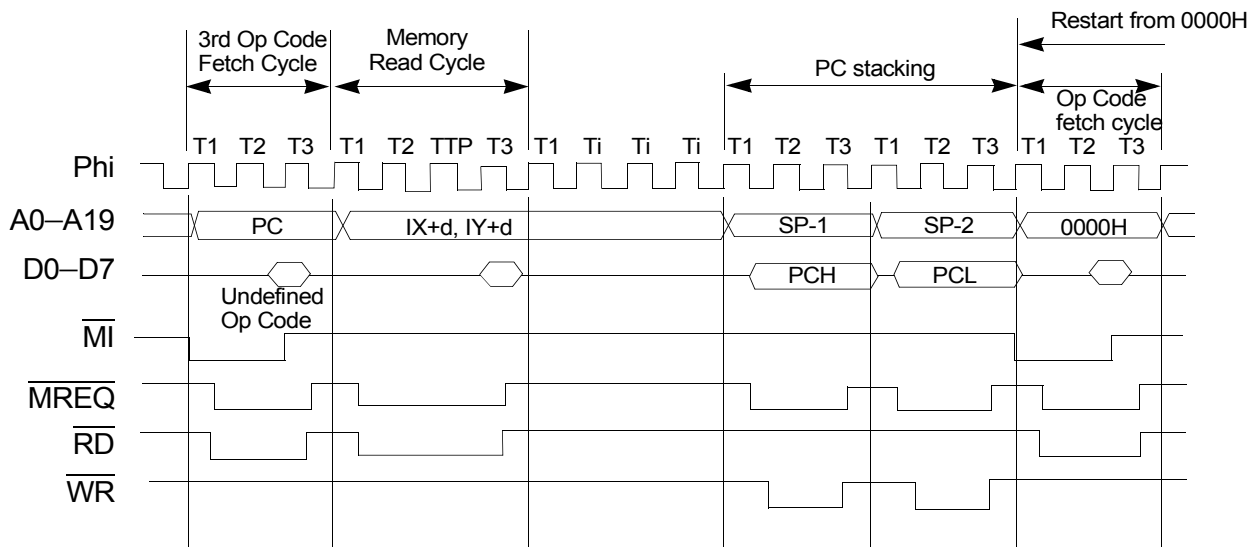 Restart from 0000H
3rd Op Code
Fetch Cycle
Memory
Read Cycle
PC stacking
Op Code
fetch cycle
T1 T2 T3 T1 T2 TTP T3 T1 Ti Ti Ti T1 T2 T3 T1 T2 T3 T1 T2 T3
Phi
A0–A19 PC IX+d, IY+d SP-1 SP-2 0000H
D0–D7 PCH PCL
Undefined
Op Code
MI
MREQ
RD
WR